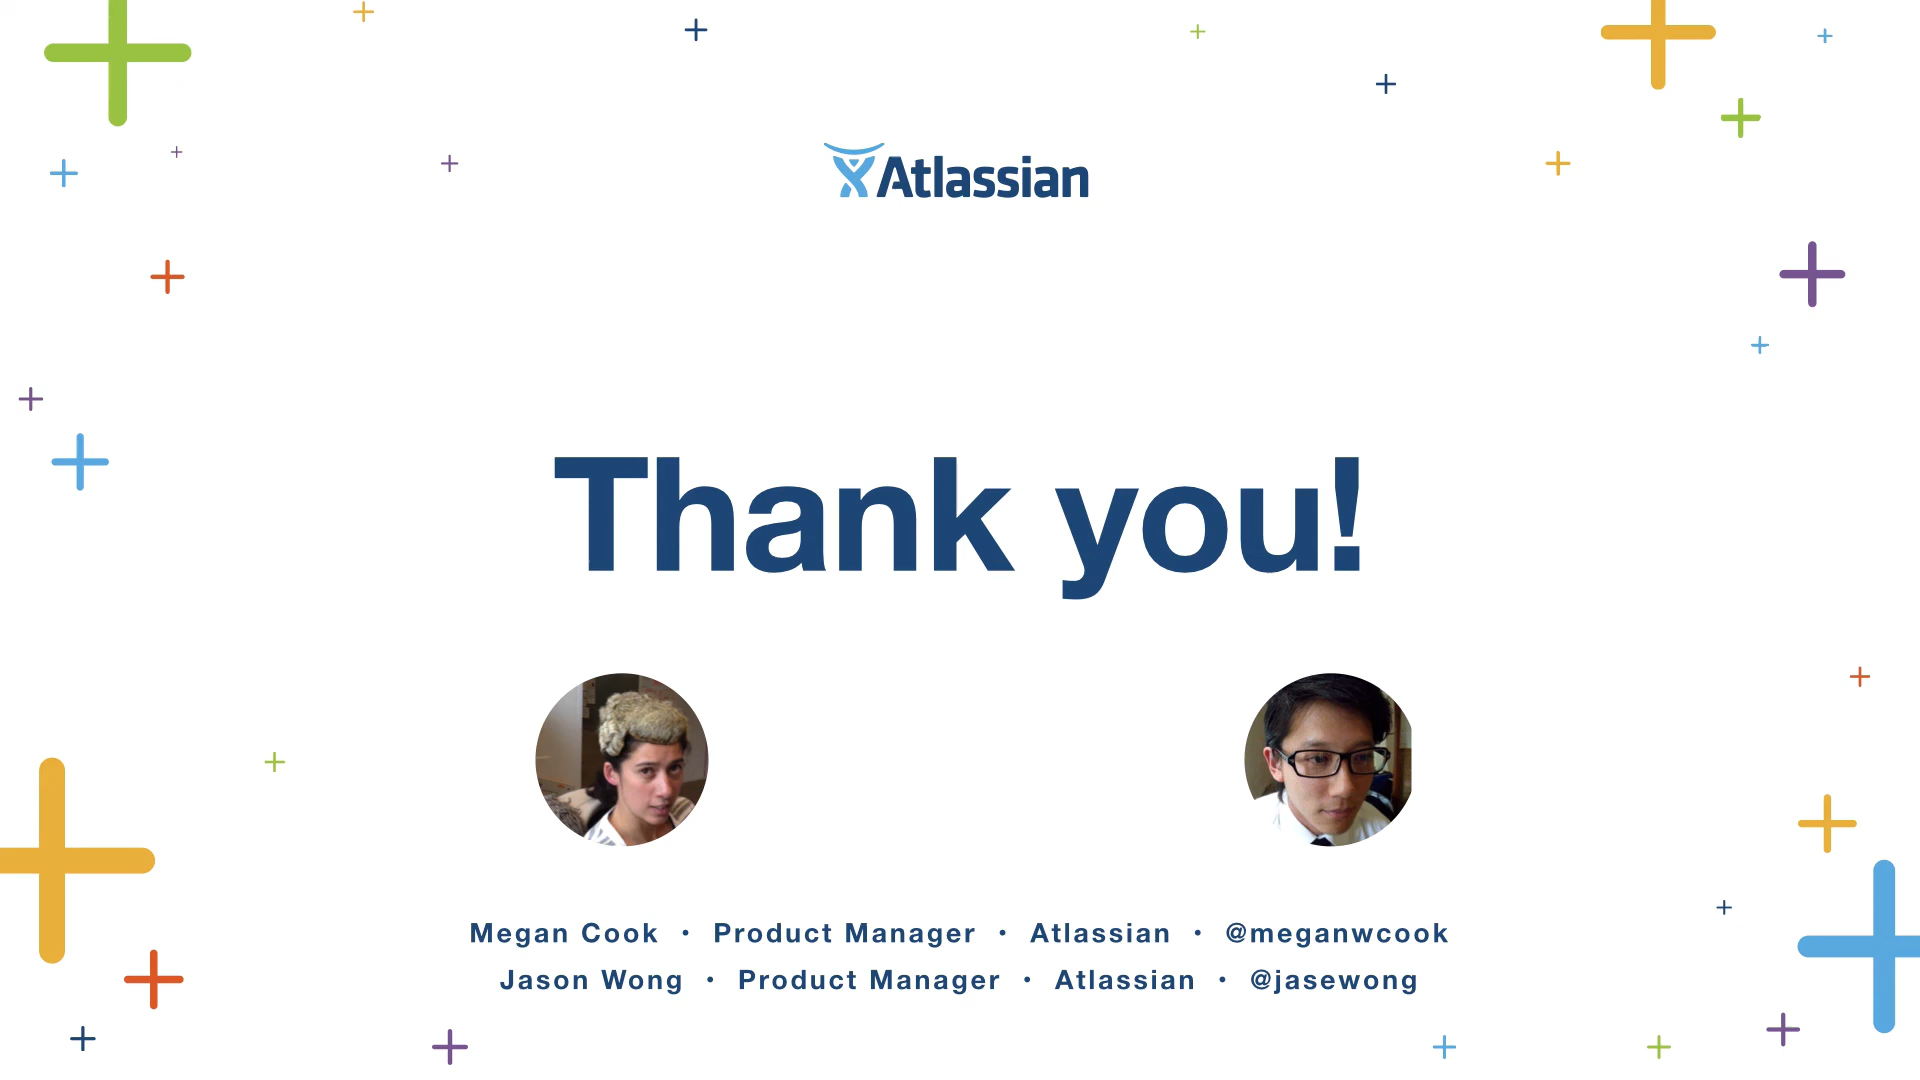 Atlassian
Thank you!
Megan Cook • Product Manager • Atlassian • @meganwcook
Jason Wong • Product Manager • Atlassian • @jasewong